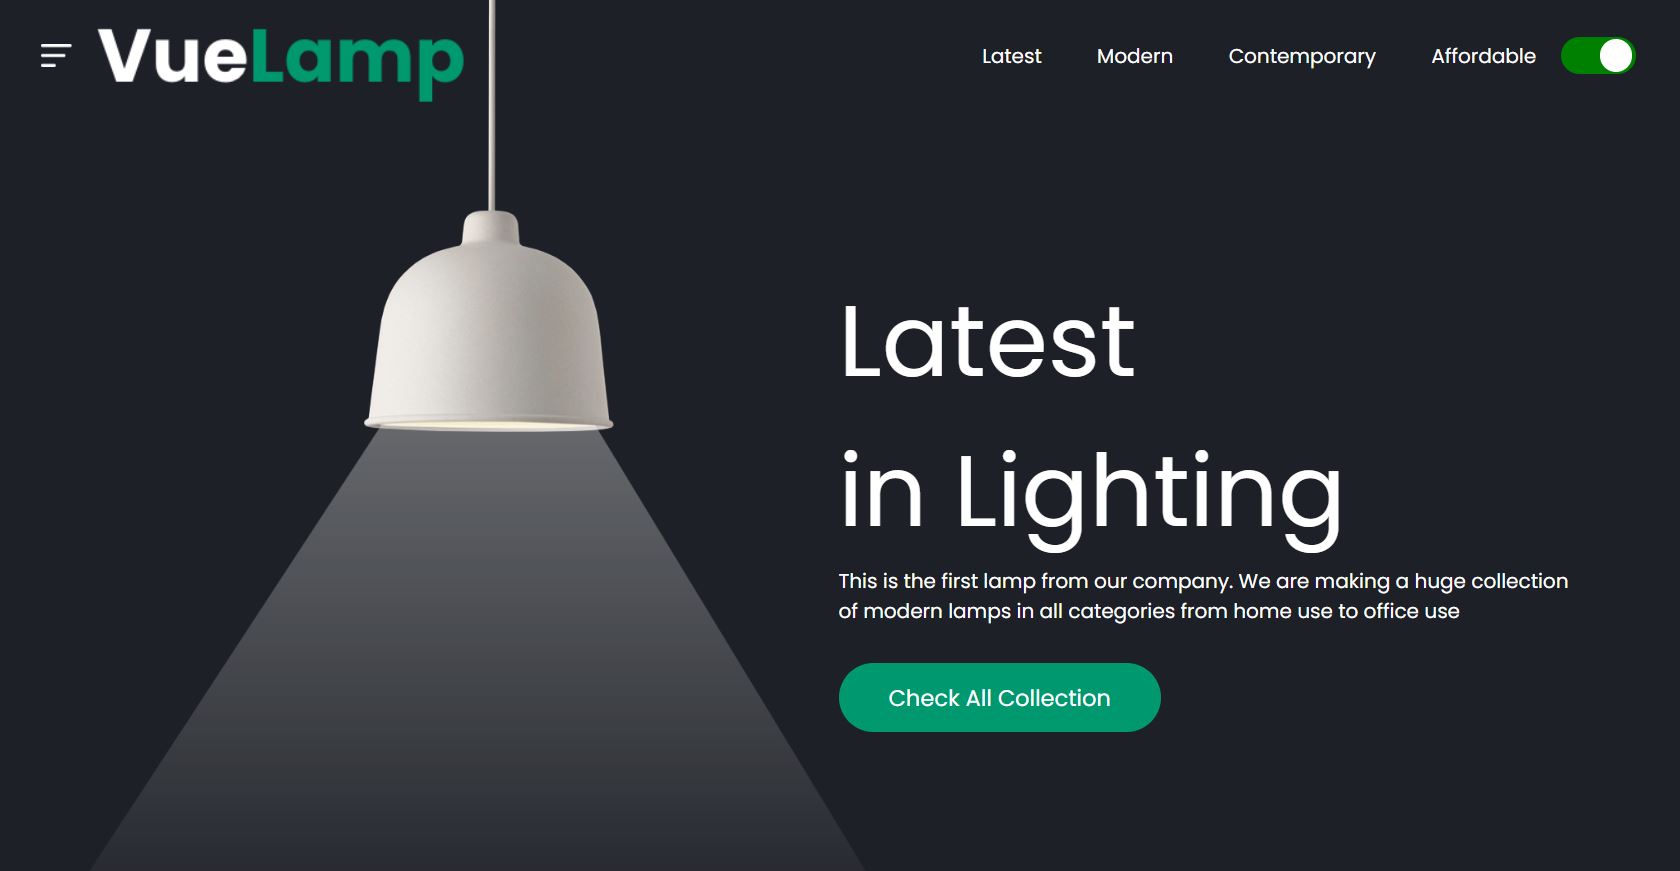 VueLamp
Latest
Modern
Contemporary
Affordable
Latest
in Lighting
This is the first lamp from our company. We are making a huge collection
of modern lamps in all categories from home use to office use
Check All Collection